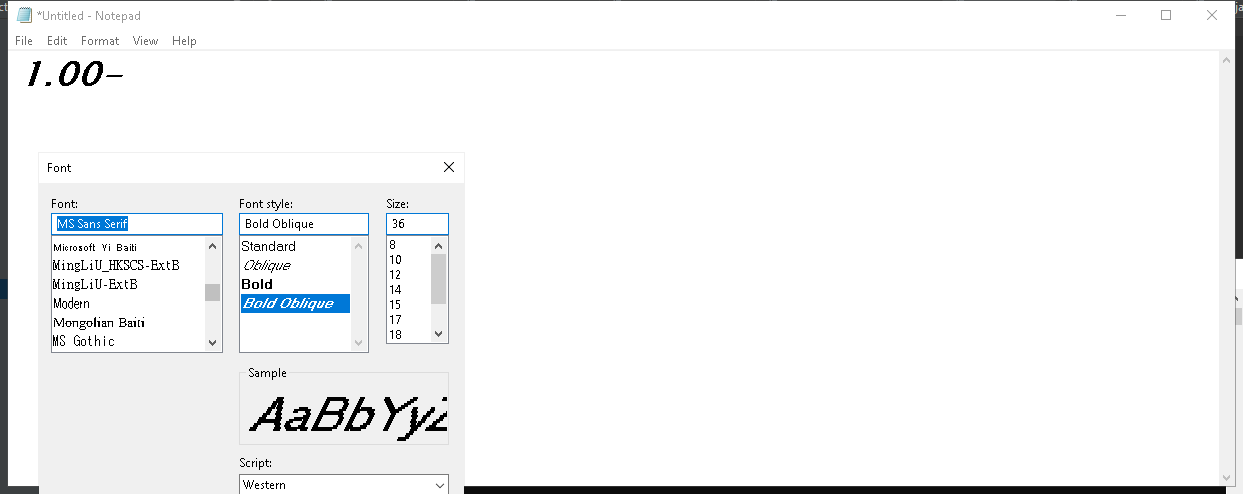 *Untitled - Notepad
File Edit Format View Help
1.00-
Font
Font: Font style: Size:
MS Sans Serif Bold Oblique 36
Microsoft Yi Baiti Standard 8
MingLiU_HKSCS-ExtB Oblique 10
MingLiU-ExtB Bold 12
Modern Bold Oblique 14
Mongolian Baiti 15
MS Gothic 17
18
Sample
AaBbYyZ
Script:
Western